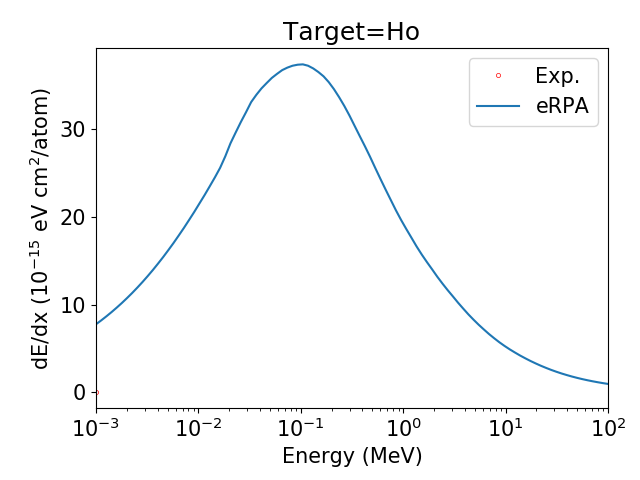 Target=Ho
Exp.
eRPA
dE/dx (10⁻¹⁵ eV cm²/atom)
30
20
10
0
10⁻³
10⁻²
10⁻¹
10⁰
10¹
10²
Energy (MeV)